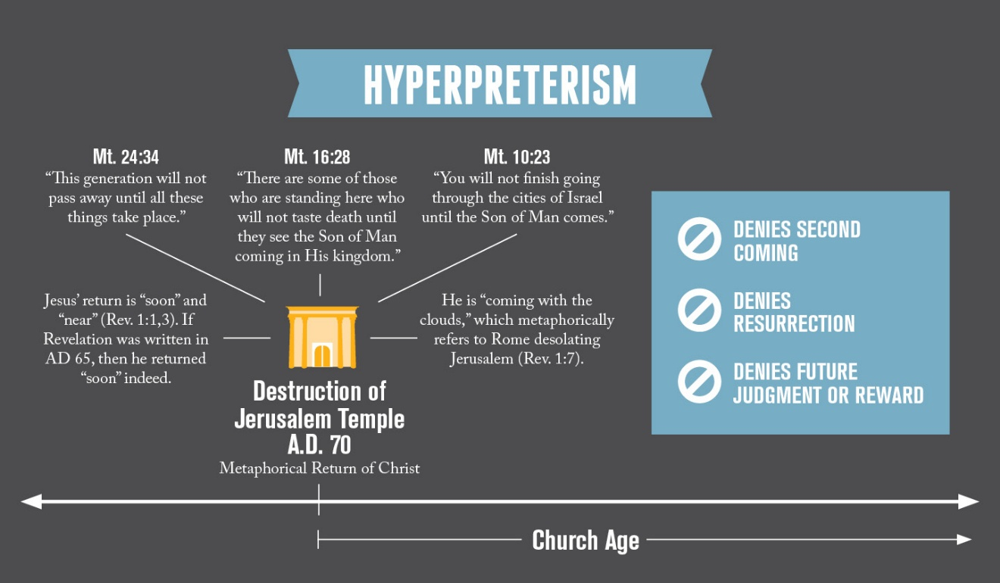 HYPERPRETERISM
Mt. 24:34
“This generation will not
pass away until all these
things take place.”
Mt. 16:28
“There are some of those
who are standing here who
will not taste death until
they see the Son of Man
coming in His kingdom.”
Mt. 10:23
“You will not finish going
through the cities of Israel
until the Son of Man comes.”
Jesus’ return is “soon” and
“near” (Rev. 1:1,3). If
Revelation was written in
AD 65, then he returned
“soon” indeed.
He is “coming with the
clouds,” which metaphorically
refers to Rome desolating
Jerusalem (Rev. 1:7).
Destruction of
Jerusalem Temple
A.D. 70
Metaphorical Return of Christ
DENIES SECOND
COMING
DENIES
RESURRECTION
DENIES FUTURE
JUDGMENT OR REWARD
Church Age